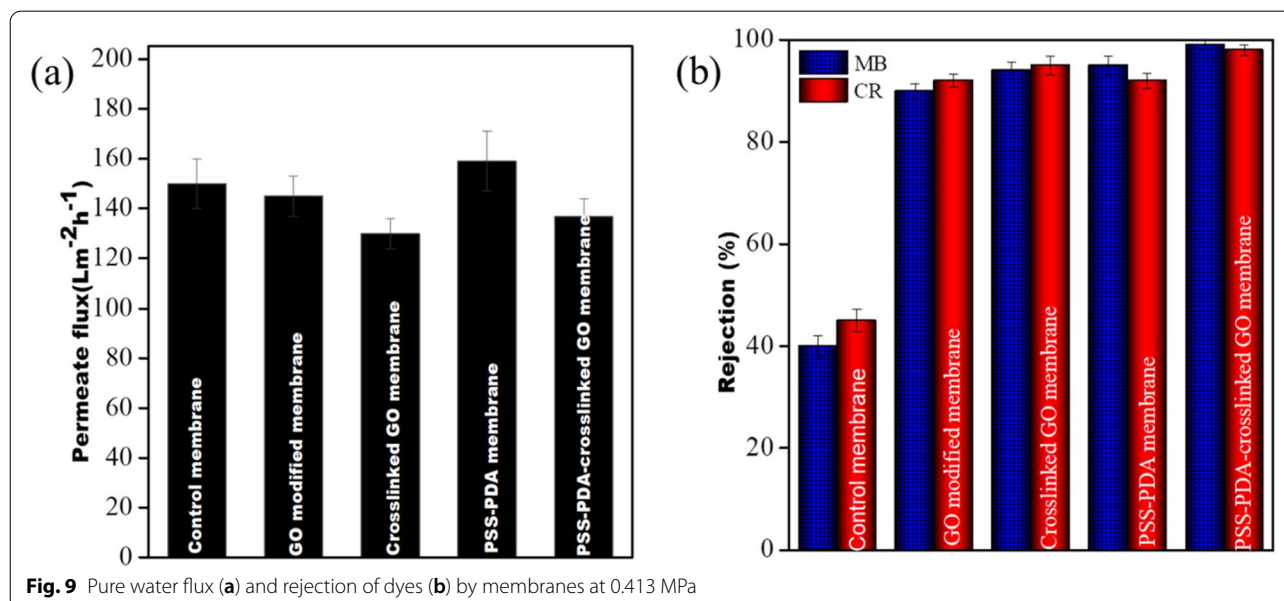 (a)
Permeate flux(Lm⁻²h⁻¹)
200
180
160
140
120
100
80
60
40
20
0
Control membrane
GO modified membrane
Crosslinked GO membrane
PSS-PDA membrane
PSS-PDA-crosslinked GO membrane
(b)
MB
CR
Rejection (%)
100
80
60
40
20
0
Control membrane
GO modified membrane
Crosslinked GO membrane
PSS-PDA membrane
PSS-PDA-crosslinked GO membrane
Fig. 9 Pure water flux (a) and rejection of dyes (b) by membranes at 0.413 MPa